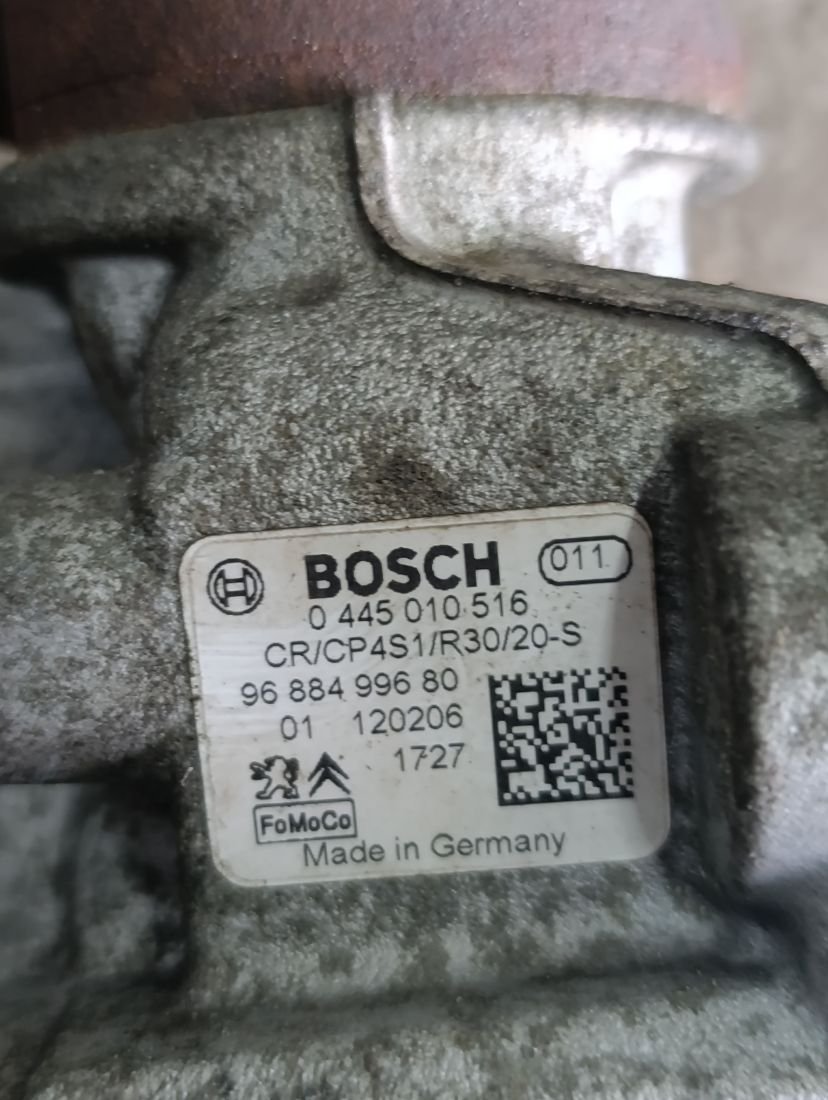 BOSCH 011
0 445 010 516
CR/CP4S1/R30/20-S
96 884 996 80
01 120206
1727
FoMoCo
Made in Germany